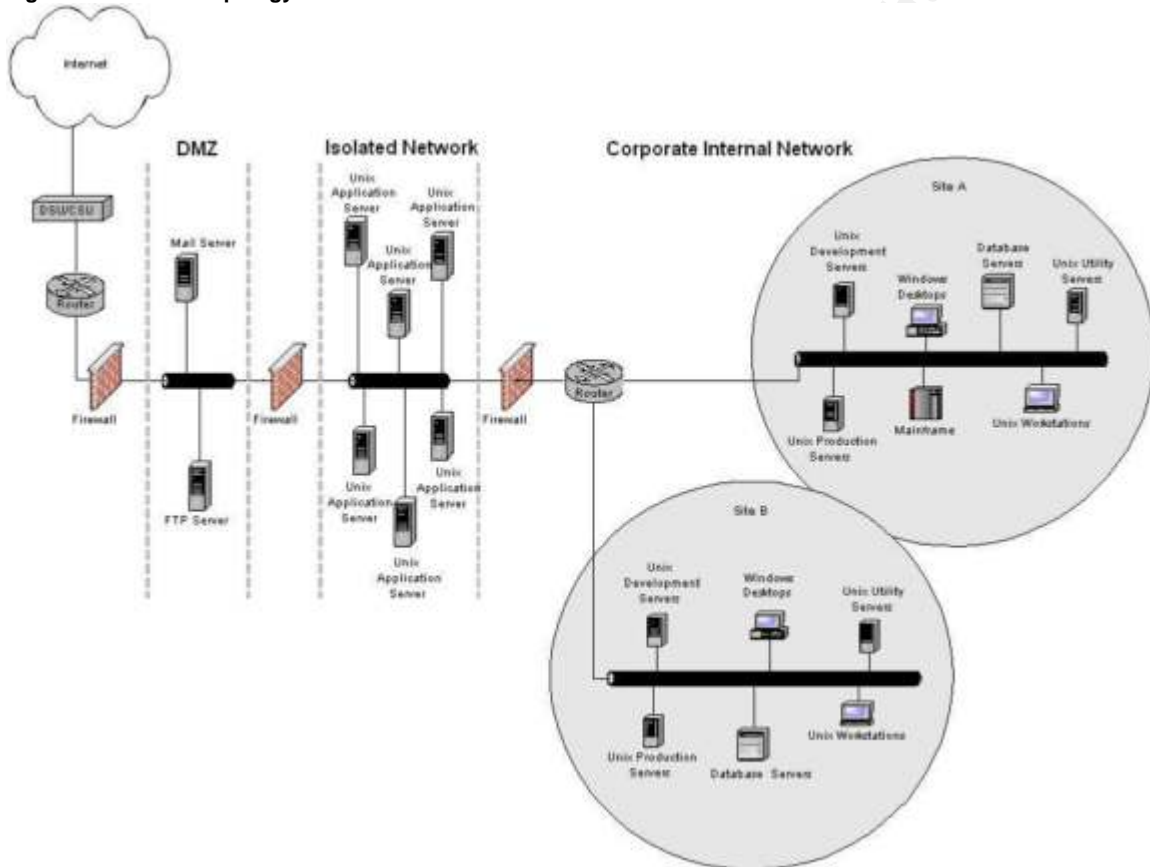 Internet
DMZ
Isolated Network
Corporate Internal Network
DSU/CSU
Router
Firewall
Mail Server
FTP Server
Firewall
Unix
Application
Server
Unix
Application
Server
Unix
Application
Server
Unix
Application
Server
Unix
Application
Server
Unix
Application
Server
Firewall
Router
Site A
Unix
Development
Servers
Windows
Desktops
Database
Servers
Unix Utility
Servers
Unix Production
Servers
Mainframe
Unix Workstations
Site B
Unix
Development
Servers
Windows
Desktops
Unix Utility
Servers
Unix Production
Servers
Database Servers
Unix Workstations